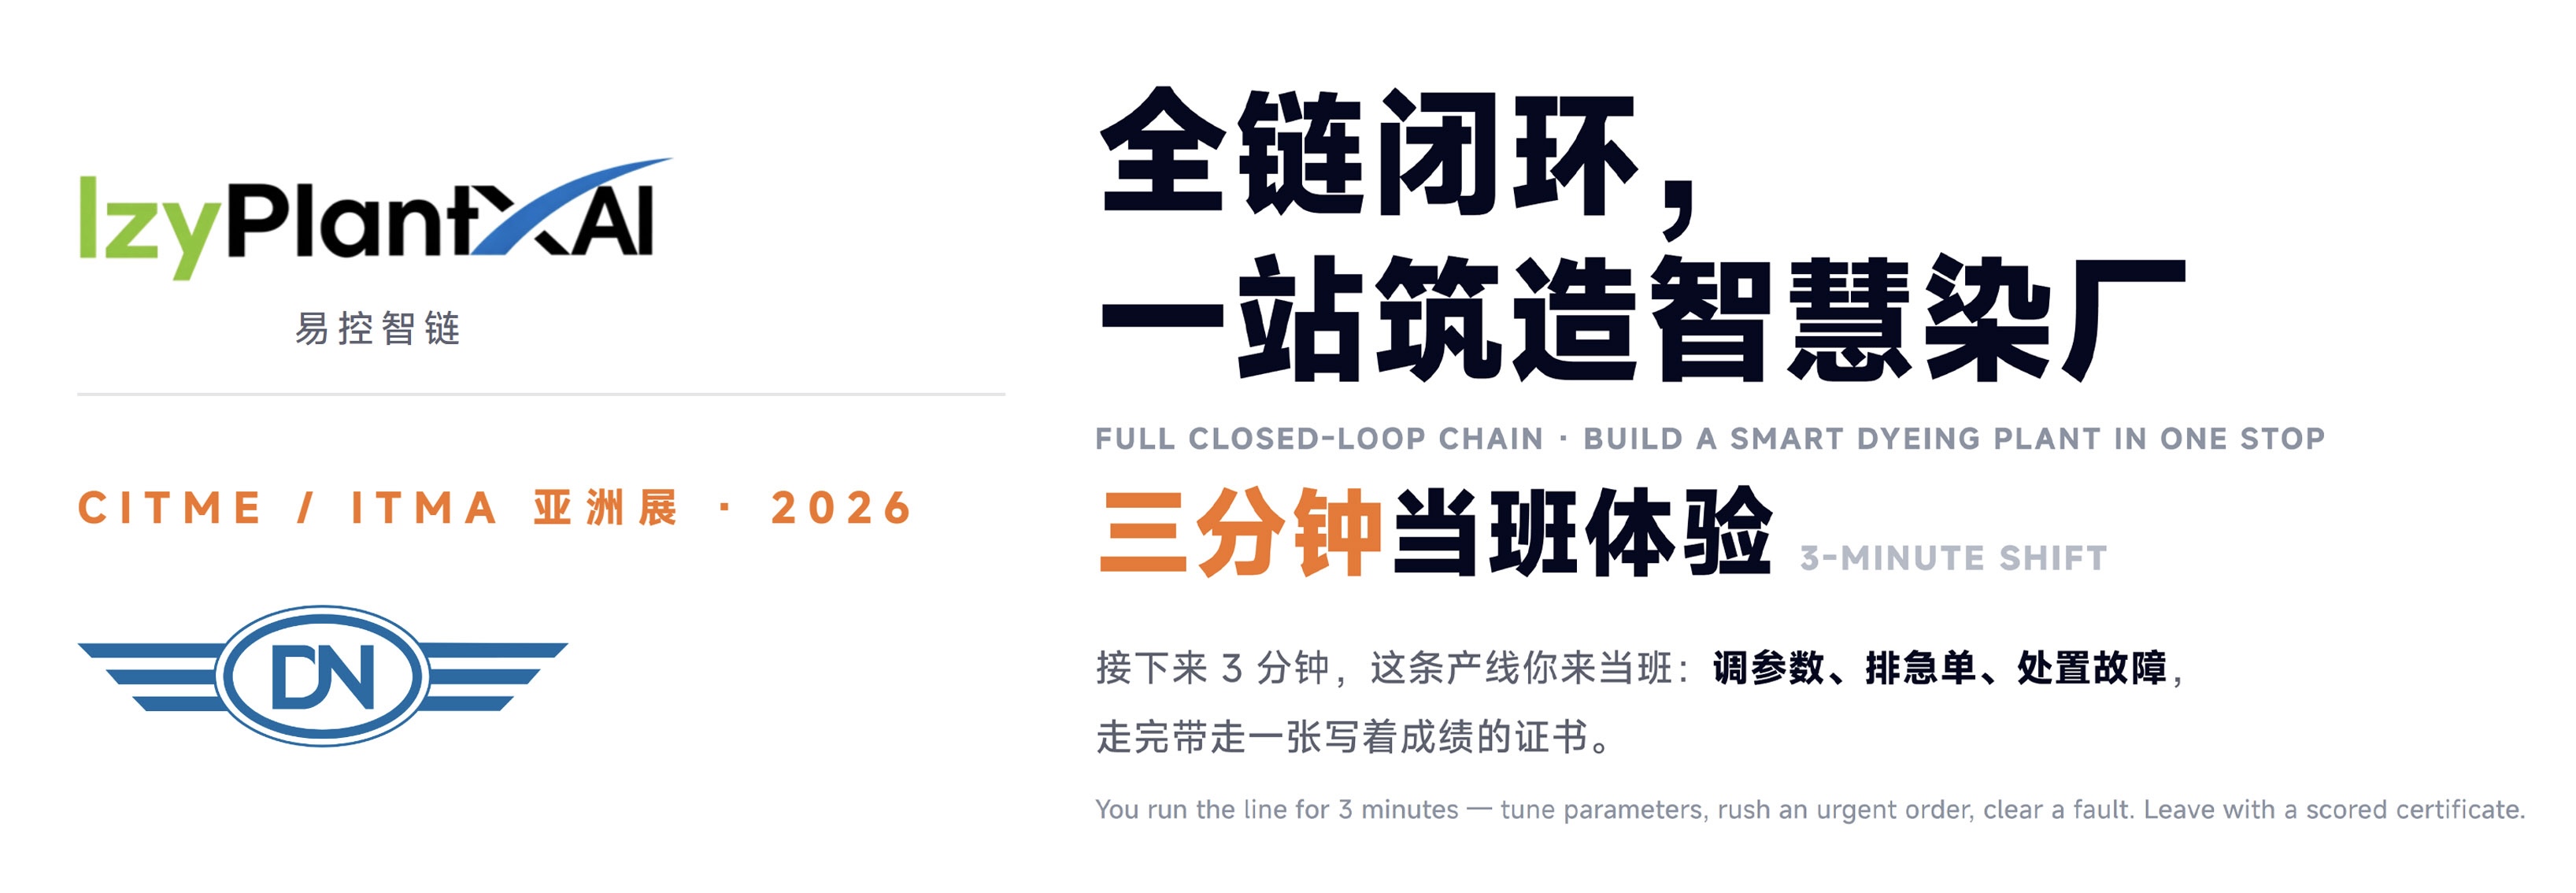 IzyPlantXAI
易控智链
CITME / ITMA 亚洲展 · 2026
DN
全链闭环，
一站筑造智慧染厂
FULL CLOSED-LOOP CHAIN · BUILD A SMART DYEING PLANT IN ONE STOP
三分钟当班体验 3-MINUTE SHIFT
接下来 3 分钟，这条产线你来当班：调参数、排急单、处置故障，
走完带走一张写着成绩的证书。
You run the line for 3 minutes — tune parameters, rush an urgent order, clear a fault. Leave with a scored certificate.